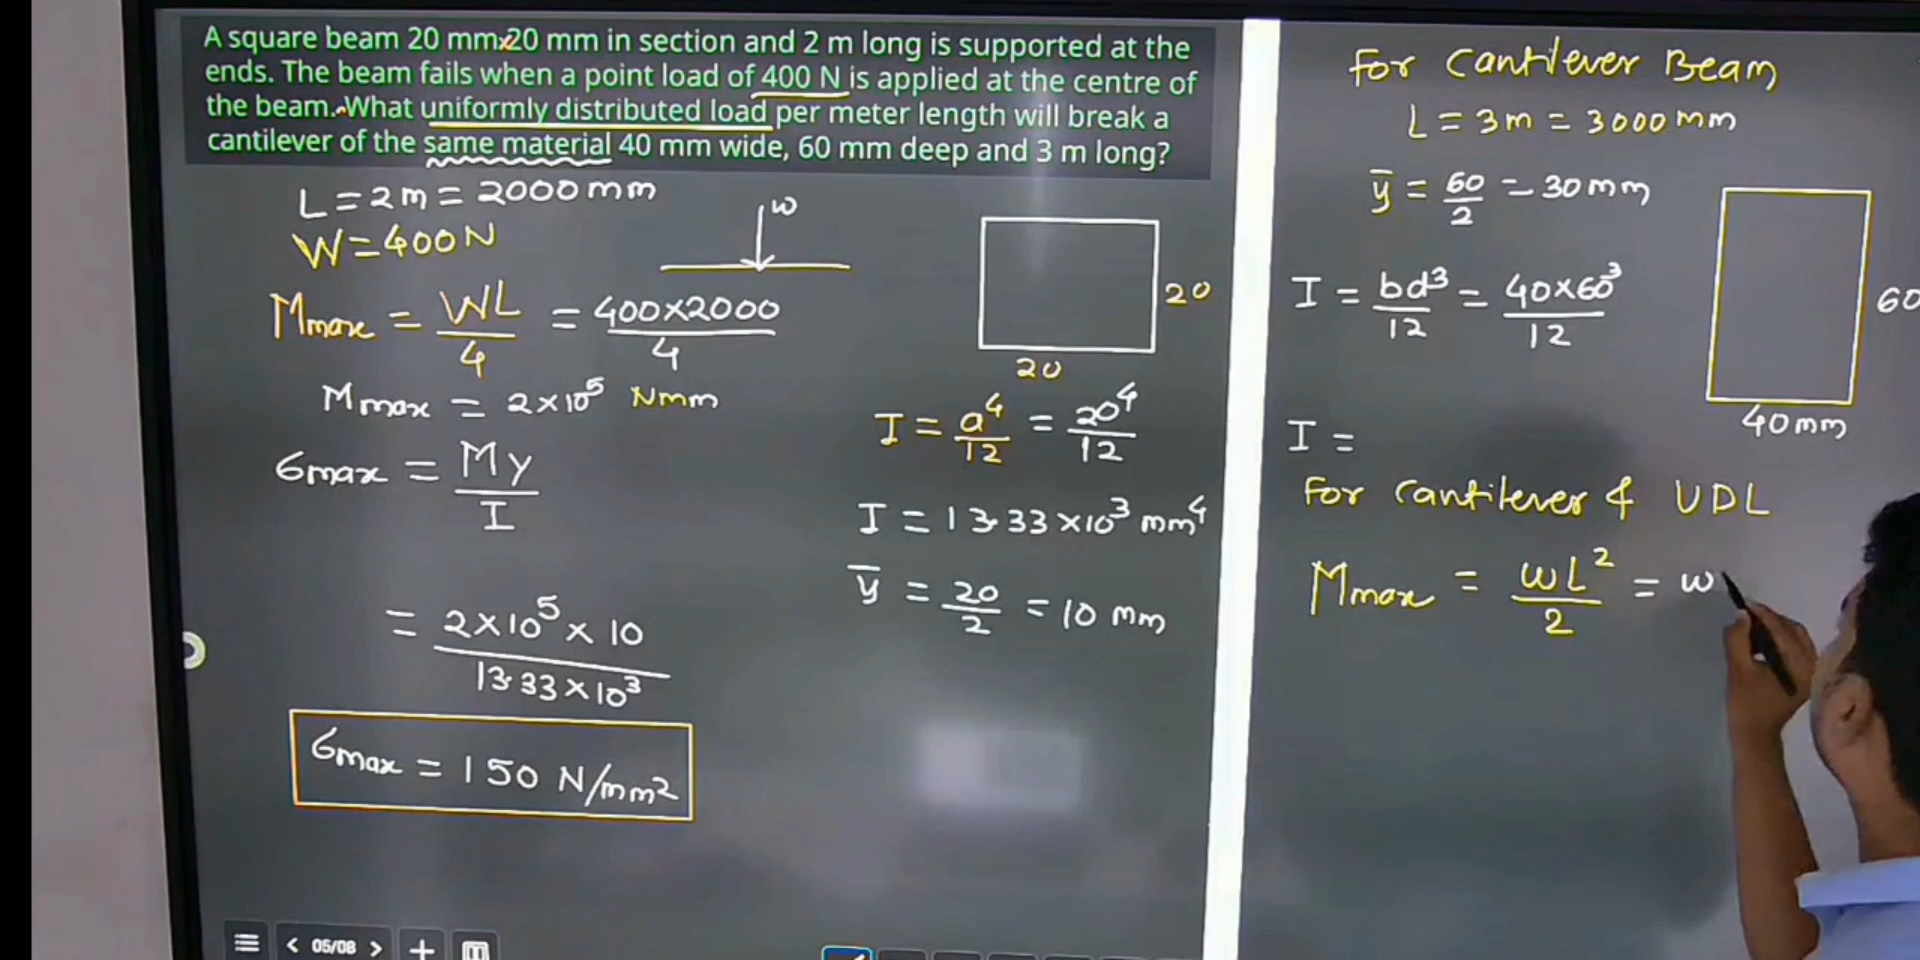 A square beam 20 mmx20 mm in section and 2 m long is supported at the
ends. The beam fails when a point load of 400 N is applied at the centre of
the beam. What uniformly distributed load per meter length will break a
cantilever of the same material 40 mm wide, 60 mm deep and 3 m long?
L = 2m = 2000 mm
W = 400 N
w
Mmax = WL/4 = 400×2000/4
Mmax = 2×10⁵ Nmm
σmax = My/I
= 2×10⁵ × 10 / 13.33×10³
σmax = 150 N/mm²
20
20
I = a⁴/12 = 20⁴/12
I = 13.33×10³ mm⁴
ȳ = 20/2 = 10 mm
For Cantilever Beam
L = 3m = 3000 mm
ȳ = 60/2 = 30 mm
I = bd³/12 = 40×60³/12
60
40mm
I =
For cantilever & UDL
Mmax = wL²/2 = w
05/08